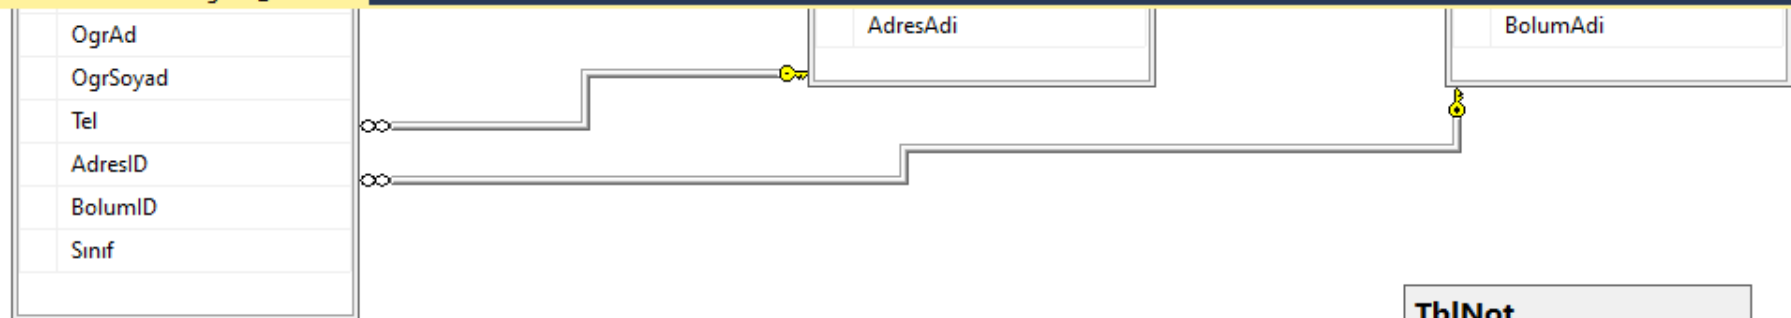 OgrAd
OgrSoyad
Tel
AdresID
BolumID
Sınıf
AdresAdi
BolumAdi
TblNot